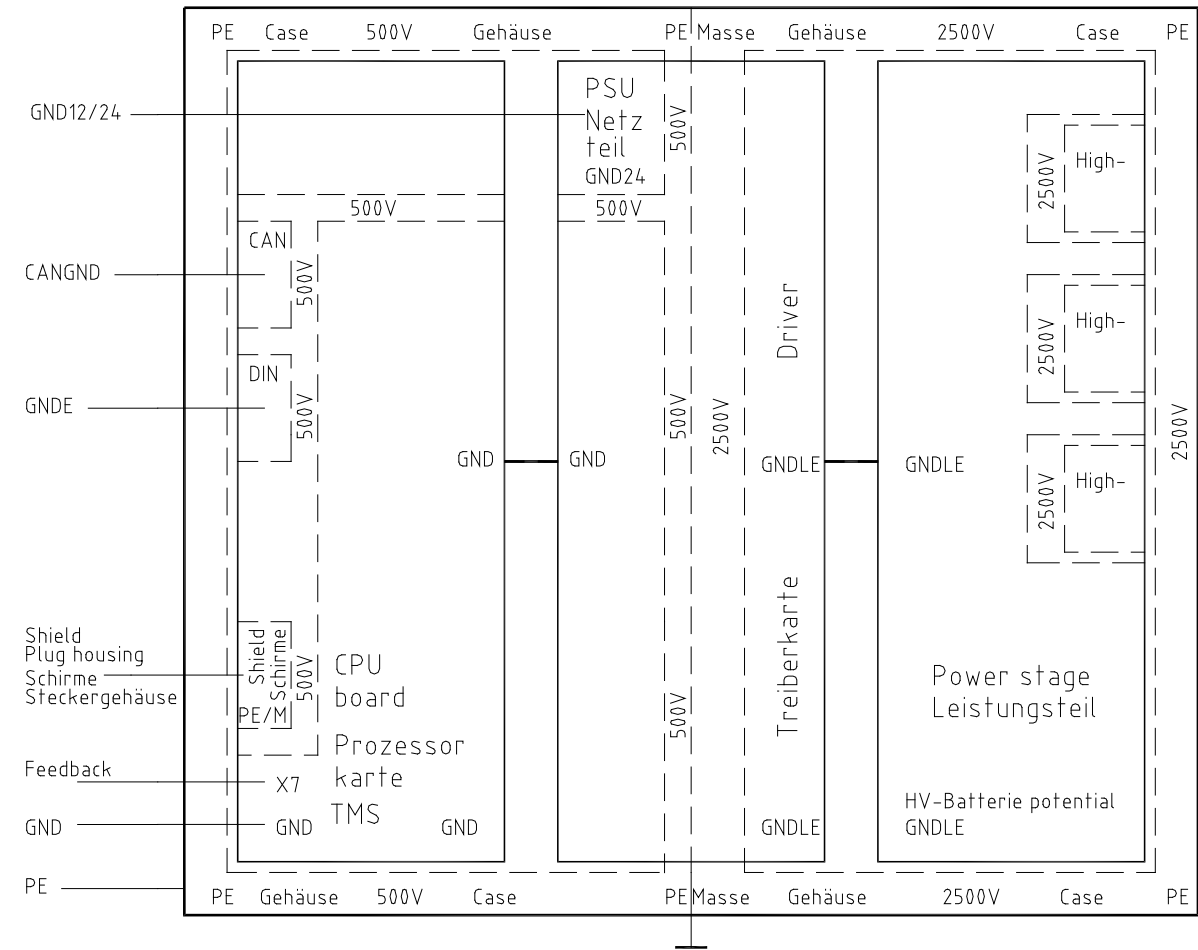 PE Case 500V Gehäuse PE Masse Gehäuse 2500V Case PE
GND12/24
PSU
Netz
teil
GND24
500V
500V
500V
High-
2500V
CAN
CANGND
500V
Driver
High-
2500V
DIN
GNDE
500V
500V
2500V
2500V
GND
GND
GNDLE
GNDLE
High-
2500V
Shield
Plug housing
Schirme
Steckergehäuse
Shield
Schirme
PE/M
500V
CPU
board
Prozessor
karte
TMS
500V
Treiberkarte
Power stage
Leistungsteil
Feedback
X7
HV-Batterie potential
GND
GND
GND
GNDLE
GNDLE
PE
PE Gehäuse 500V Case PE Masse Gehäuse 2500V Case PE